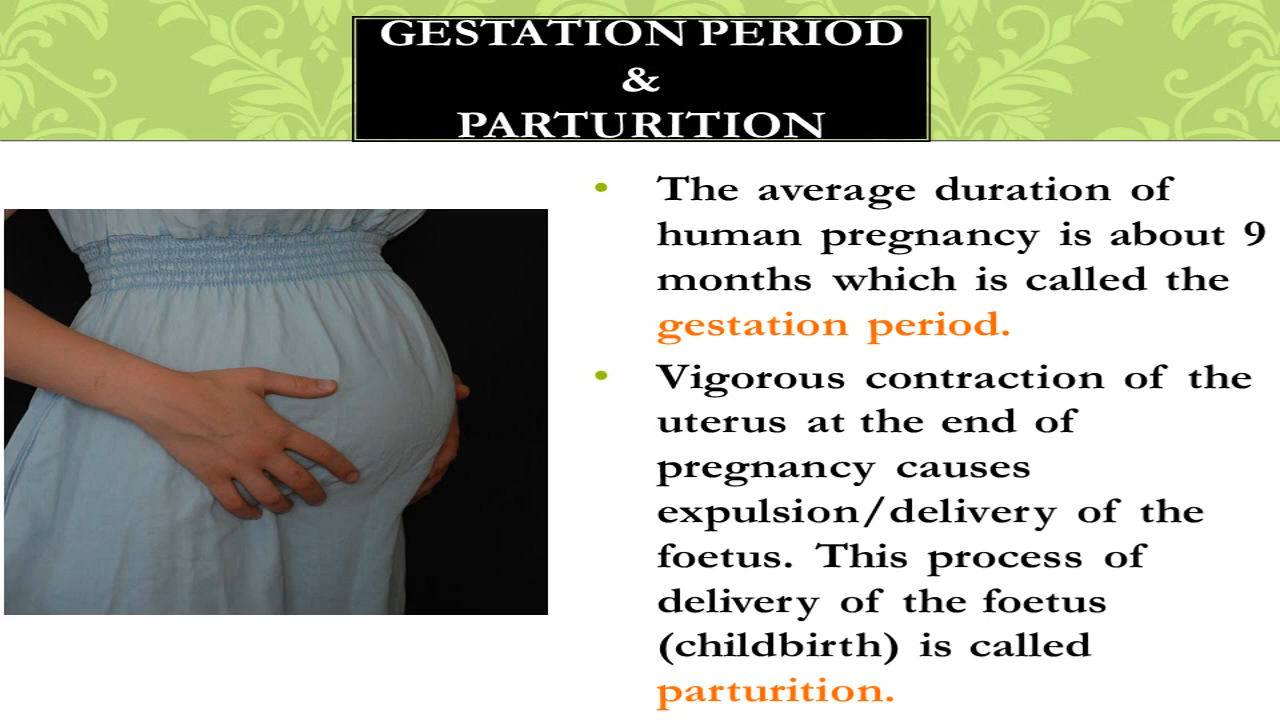 GESTATION PERIOD
&
PARTURITION
• The average duration of
human pregnancy is about 9
months which is called the
gestation period.
• Vigorous contraction of the
uterus at the end of
pregnancy causes
expulsion/delivery of the
foetus. This process of
delivery of the foetus
(childbirth) is called
parturition.